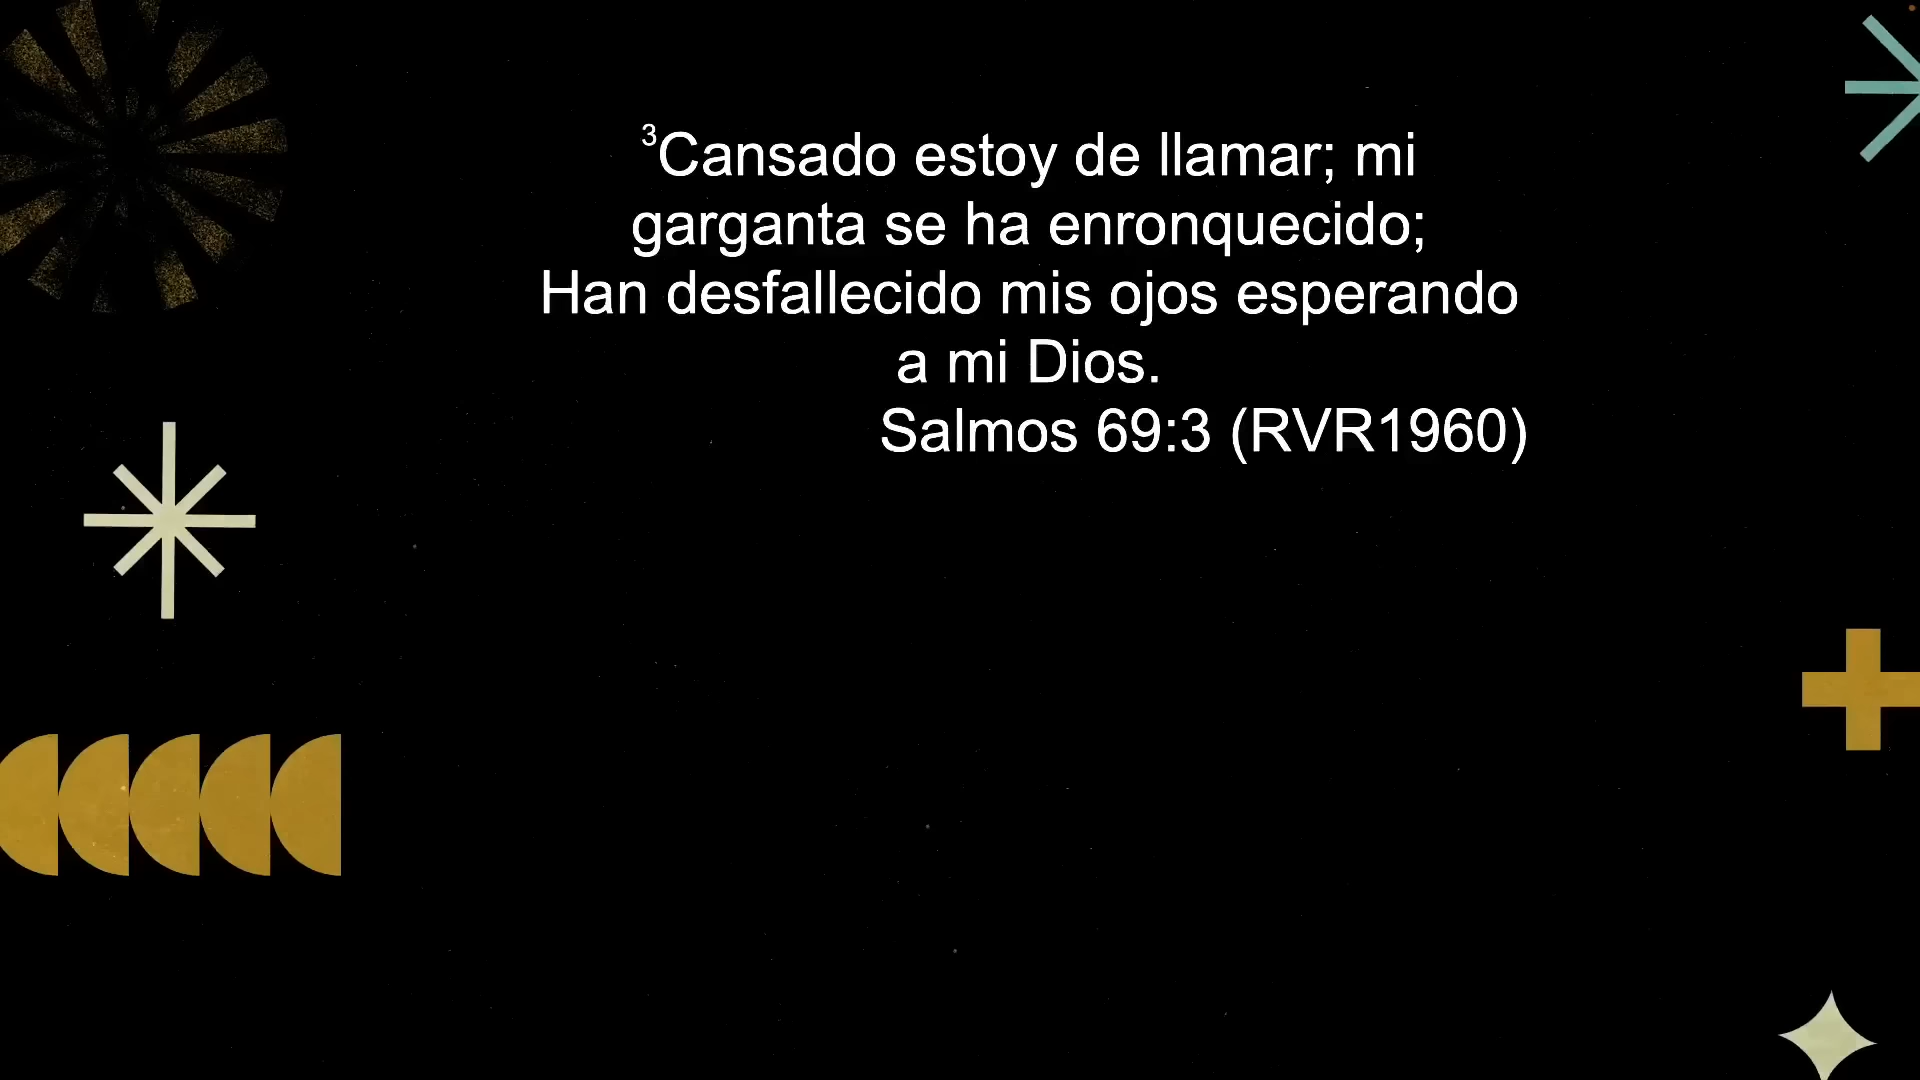 ³Cansado estoy de llamar; mi
garganta se ha enronquecido;
Han desfallecido mis ojos esperando
a mi Dios.
Salmos 69:3 (RVR1960)